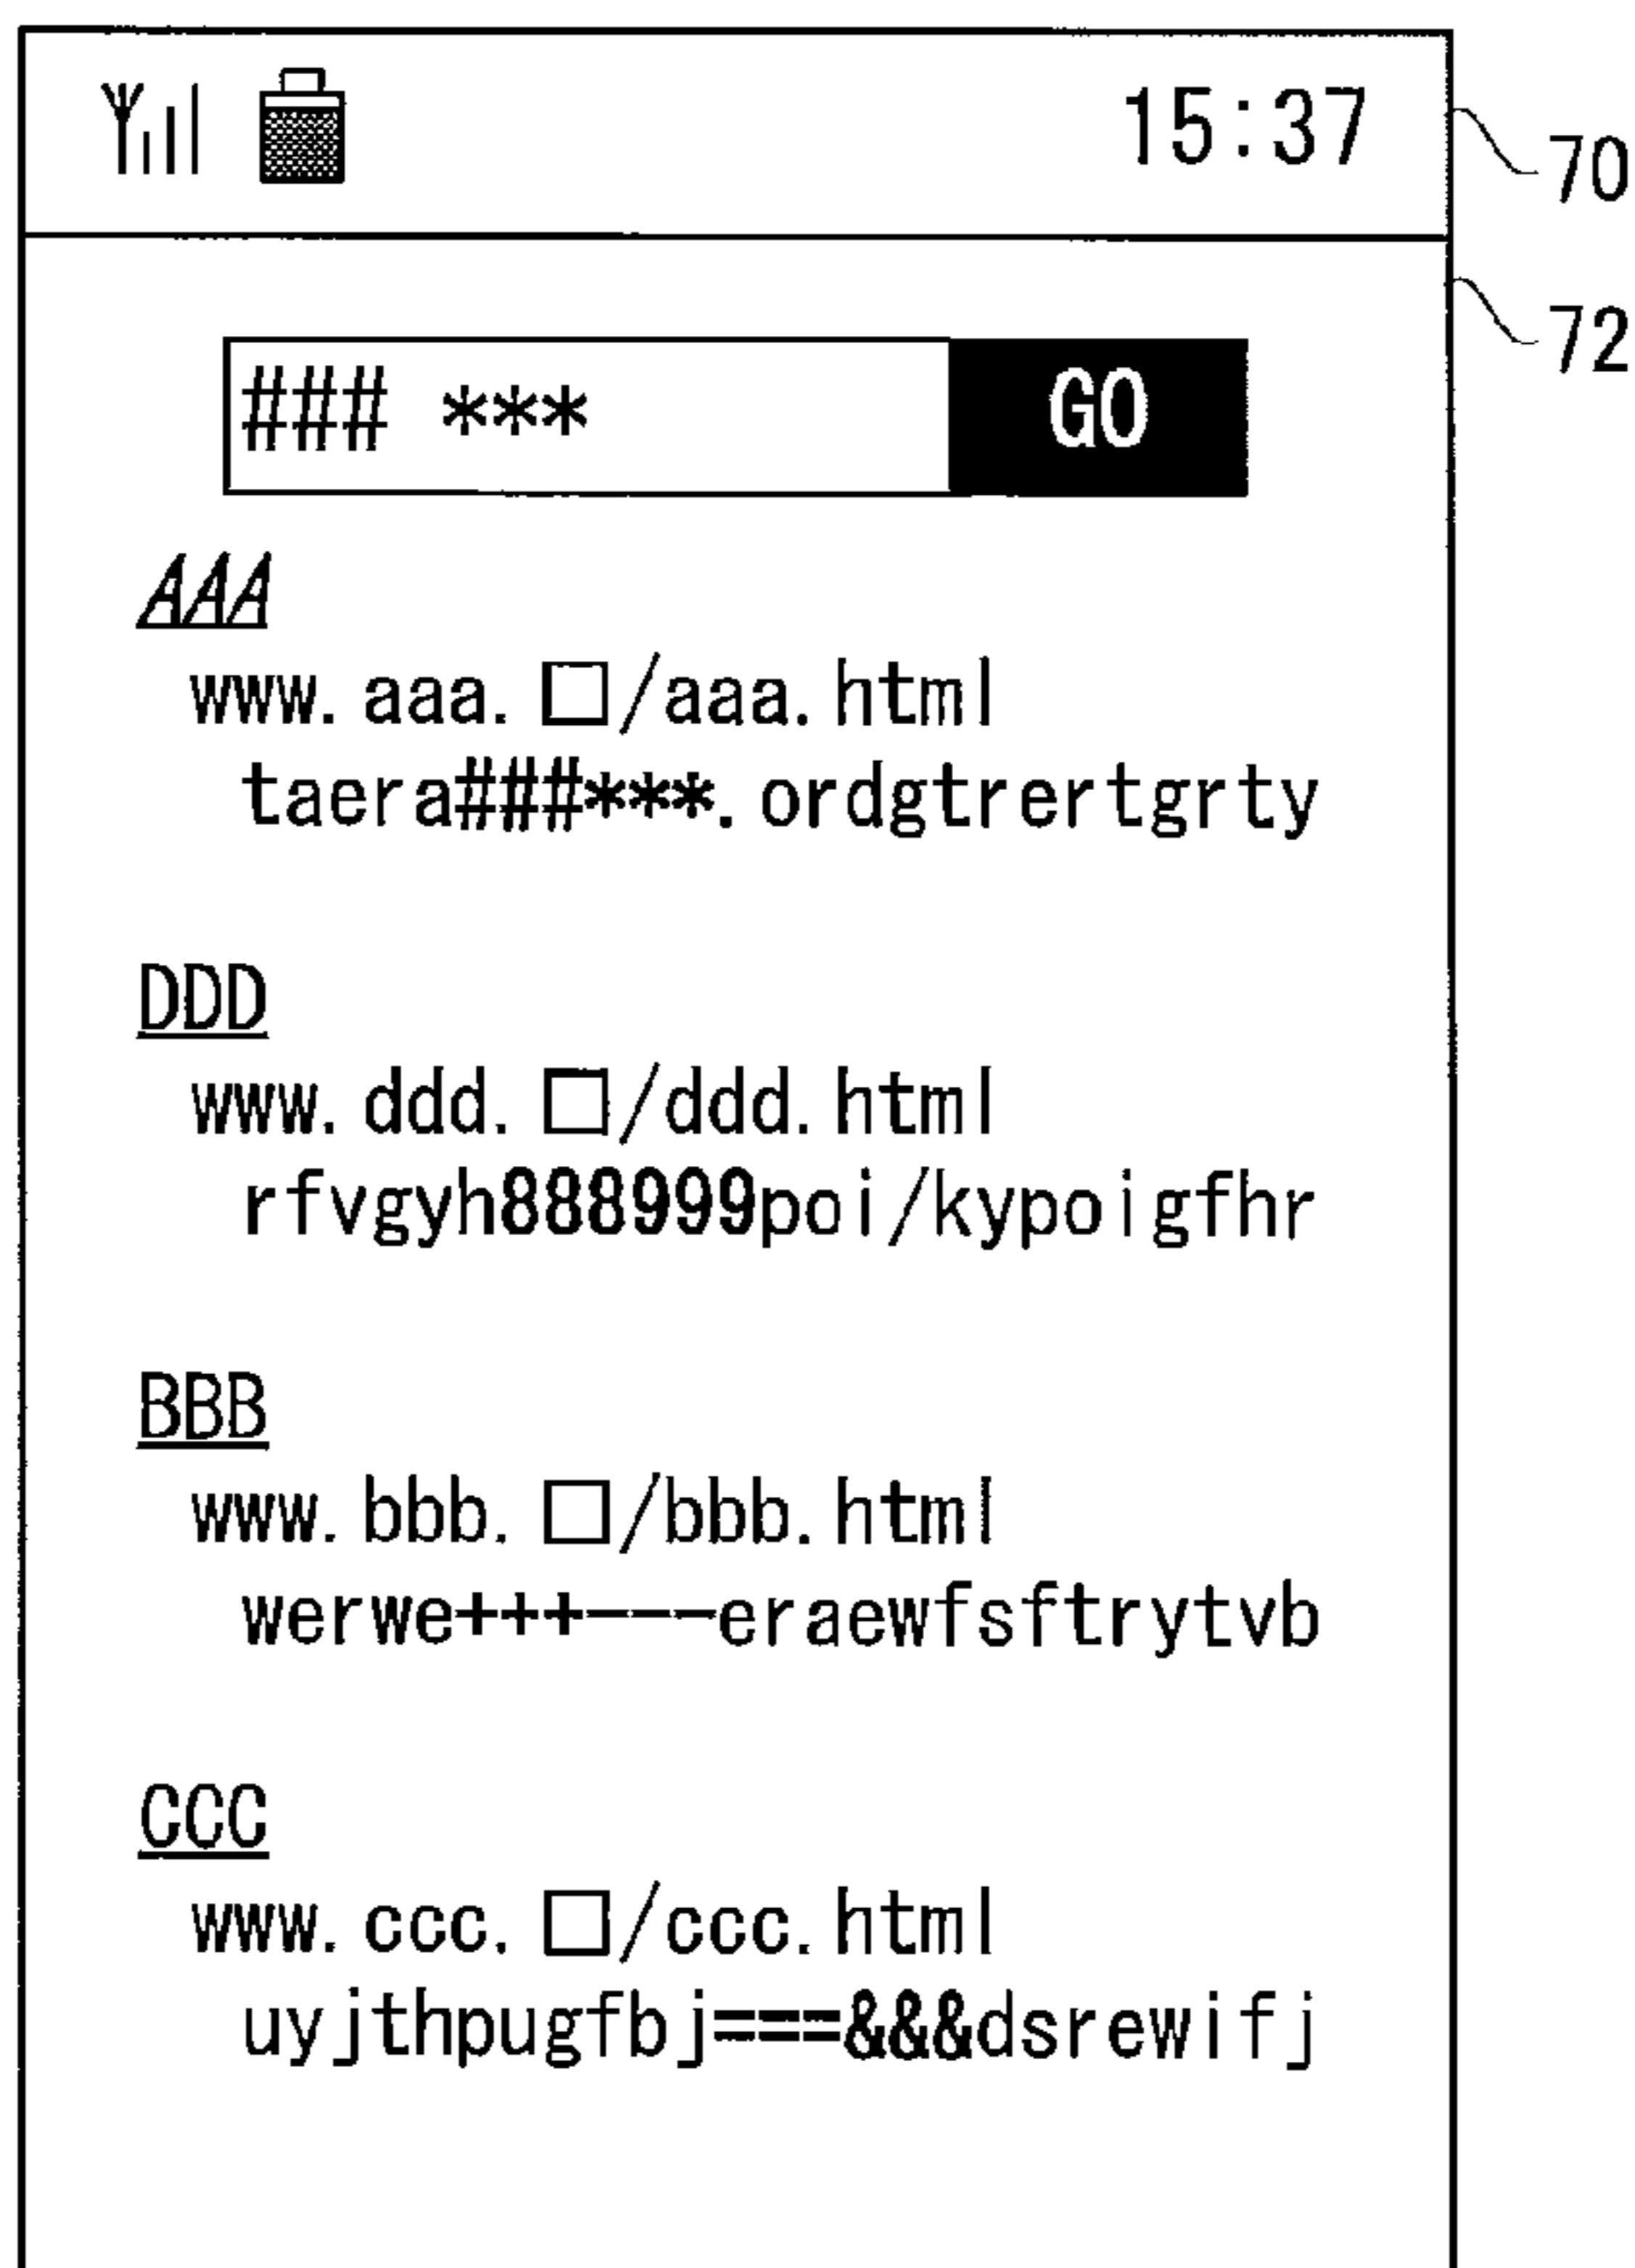 15:37
70
72
### *** GO
AAA
www.aaa.□/aaa.html
taera###***.ordgtrertgrty
DDD
www.ddd.□/ddd.html
rfvgyh888999poi/kypoigfhr
BBB
www.bbb.□/bbb.html
werwe+++---eraewfsftrytvb
CCC
www.ccc.□/ccc.html
uyjthpugfbj===&&&dsrewifj